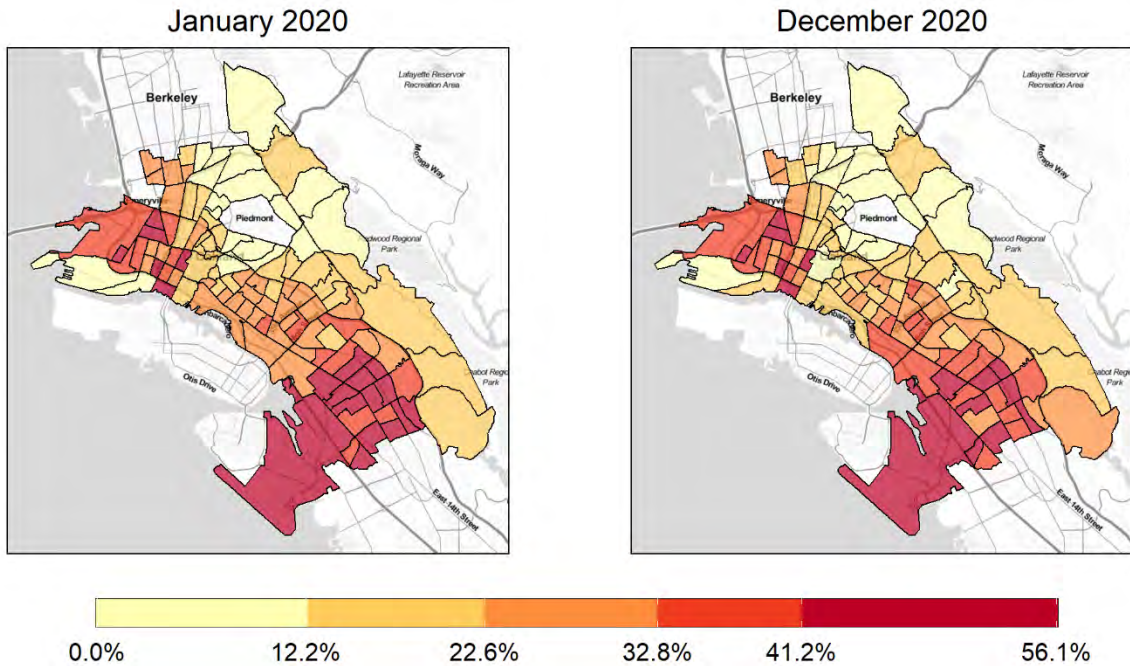 January 2020
December 2020
Lafayette Reservoir
Recreation Area
Berkeley
Moraga Way
Piedmont
Park
Otis Drive
Park
East 14th Street
Lafayette Reservoir
Recreation Area
Berkeley
Moraga Way
Piedmont
Park
Otis Drive
Park
East 14th Street
0.0%
12.2%
22.6%
32.8%
41.2%
56.1%